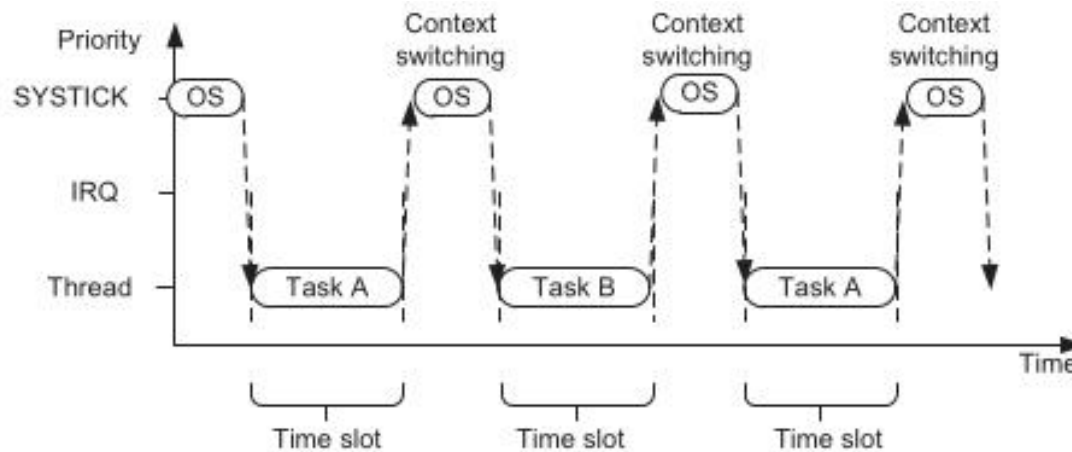 Priority
Context switching
Context switching
Context switching
SYSTICK
OS
OS
OS
OS
IRQ
Thread
Task A
Task B
Task A
Time
Time slot
Time slot
Time slot